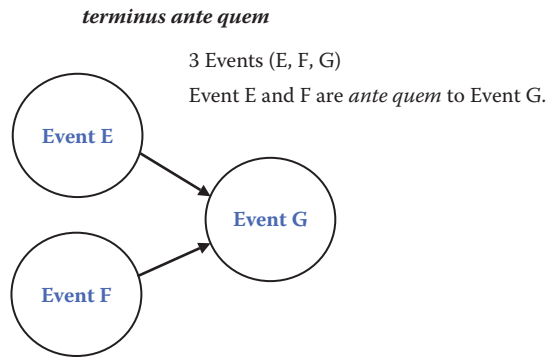 terminus ante quem
3 Events (E, F, G)
Event E and F are ante quem to Event G.
Event E
Event G
Event F